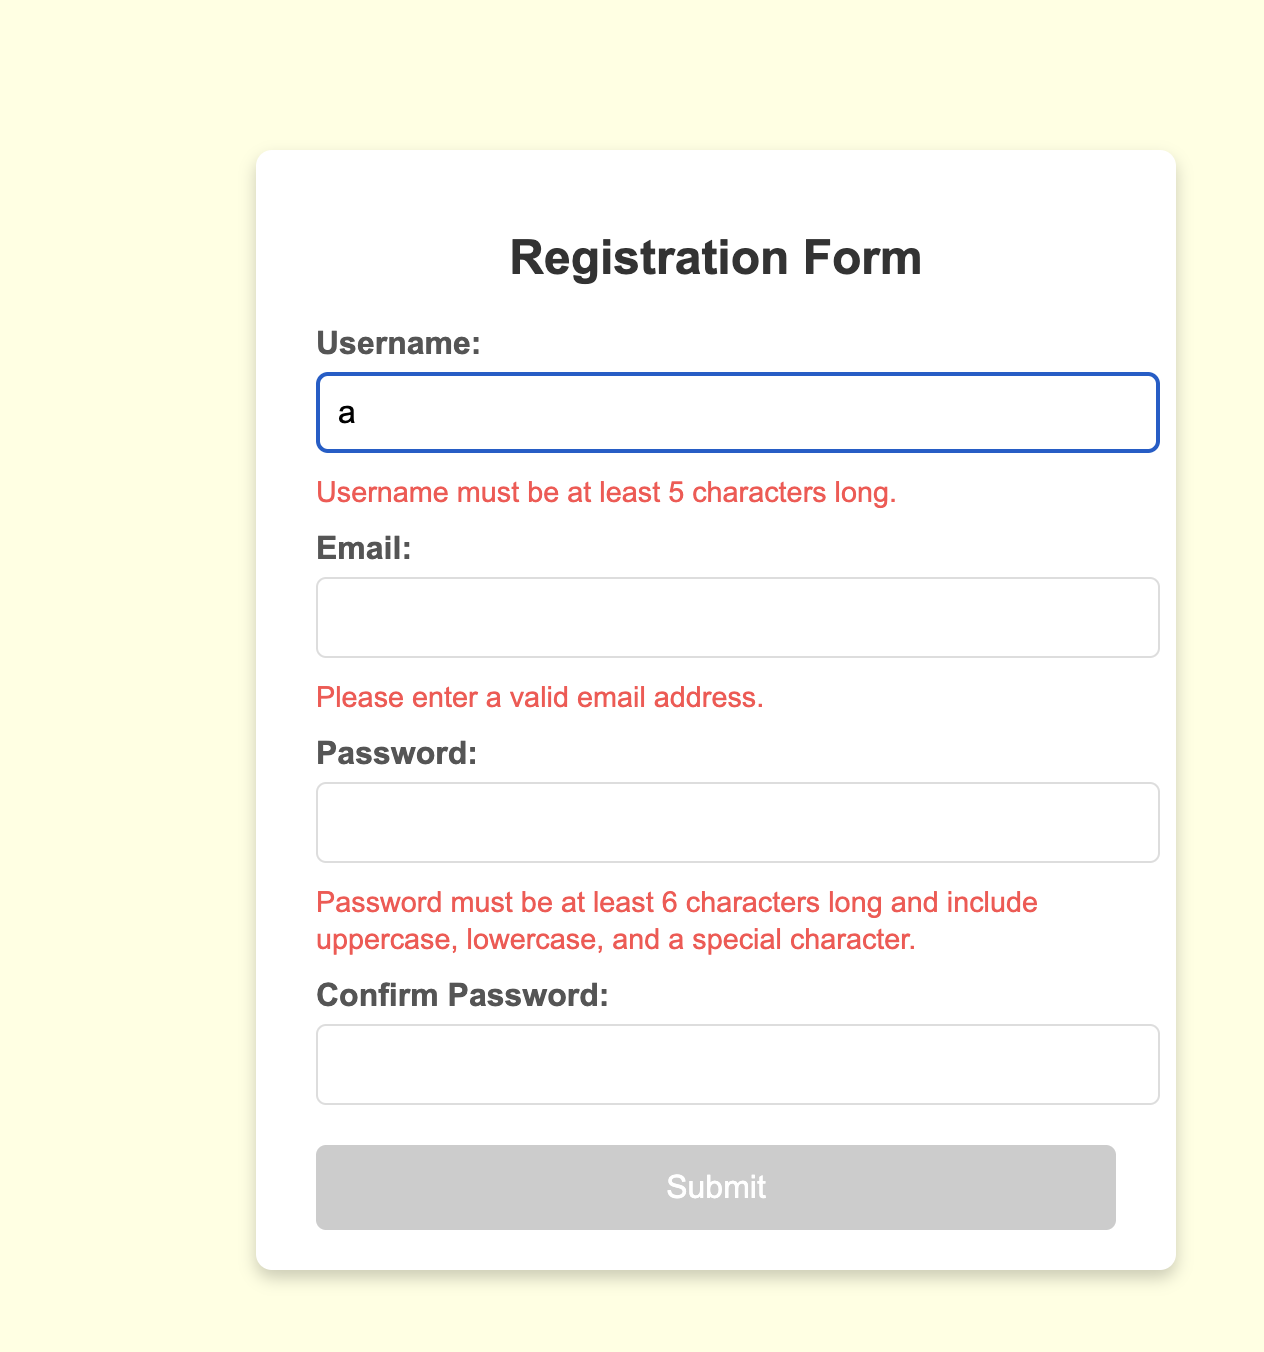 Registration Form
Username:
a
Username must be at least 5 characters long.
Email:
Please enter a valid email address.
Password:
Password must be at least 6 characters long and include
uppercase, lowercase, and a special character.
Confirm Password:
Submit